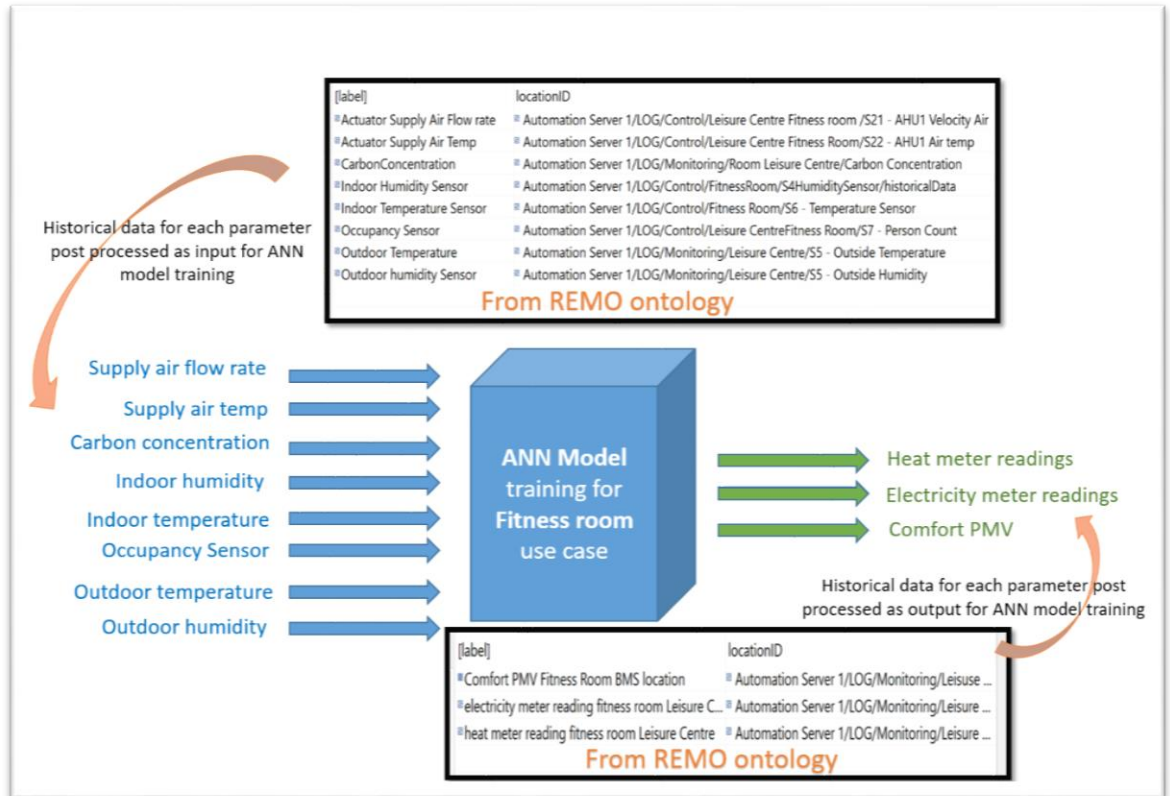 [label] locationID
Actuator Supply Air Flow rate Automation Server 1/LOG/Control/Leisure Centre Fitness room /S21 - AHU1 Velocity Air
Actuator Supply Air Temp Automation Server 1/LOG/Control/Leisure Centre Fitness Room/S22 - AHU1 Air temp
CarbonConcentration Automation Server 1/LOG/Monitoring/Room Leisure Centre/Carbon Concentration
Indoor Humidity Sensor Automation Server 1/LOG/Control/FitnessRoom/S4HumiditySensor/historicalData
Indoor Temperature Sensor Automation Server 1/LOG/Control/Fitness Room/S6 - Temperature Sensor
Occupancy Sensor Automation Server 1/LOG/Control/Leisure CentreFitness Room/S7 - Person Count
Outdoor Temperature Automation Server 1/LOG/Monitoring/Leisure Centre/S5 - Outside Temperature
Outdoor humidity Sensor Automation Server 1/LOG/Monitoring/Leisure Centre/S5 - Outside Humidity
From REMO ontology
Historical data for each parameter
post processed as input for ANN
model training
Supply air flow rate
Supply air temp
Carbon concentration
Indoor humidity
Indoor temperature
Occupancy Sensor
Outdoor temperature
Outdoor humidity
ANN Model
training for
Fitness room
use case
Heat meter readings
Electricity meter readings
Comfort PMV
Historical data for each parameter post
processed as output for ANN model training
[label] locationID
Comfort PMV Fitness Room BMS location Automation Server 1/LOG/Monitoring/Leisuse ...
electricity meter reading fitness room Leisure C... Automation Server 1/LOG/Monitoring/Leisure ...
heat meter reading fitness room Leisure Centre Automation Server 1/LOG/Monitoring/Leisure ...
From REMO ontology